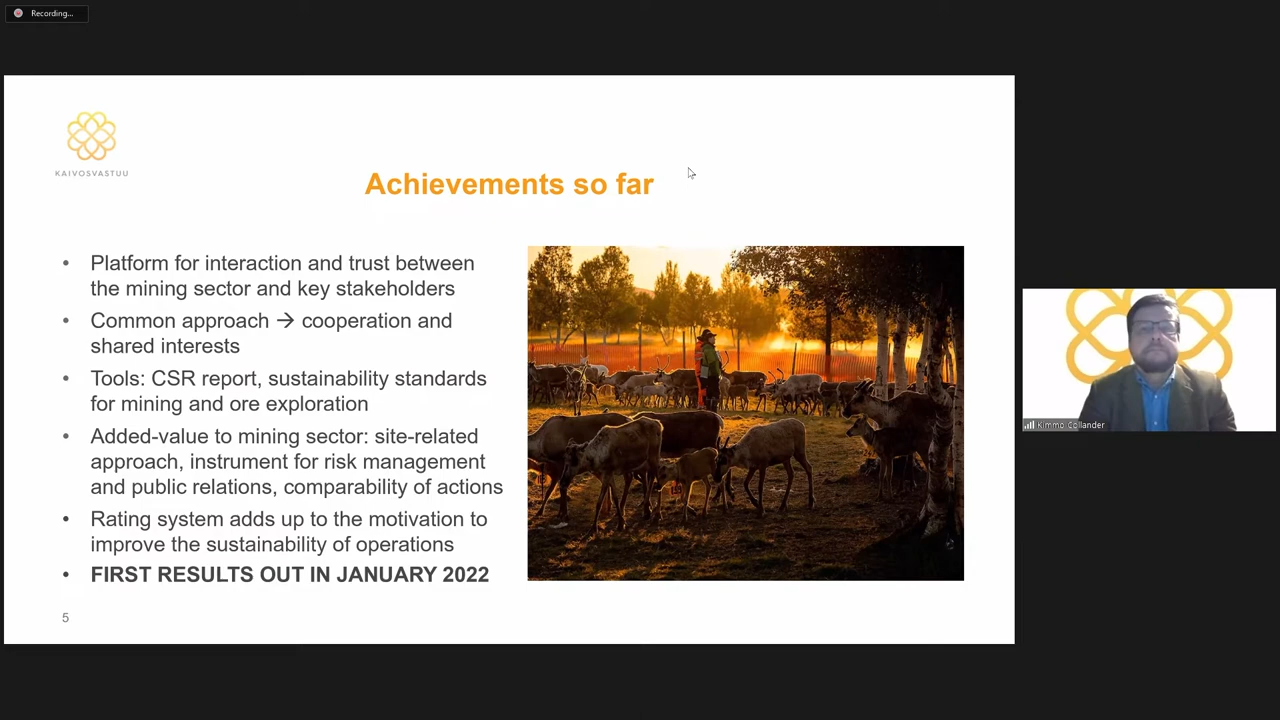 Recording...
KAIVOSVASTUU
Achievements so far
• Platform for interaction and trust between
the mining sector and key stakeholders
• Common approach → cooperation and
shared interests
• Tools: CSR report, sustainability standards
for mining and ore exploration
• Added-value to mining sector: site-related
approach, instrument for risk management
and public relations, comparability of actions
• Rating system adds up to the motivation to
improve the sustainability of operations
• FIRST RESULTS OUT IN JANUARY 2022
5
Kimmo Collander